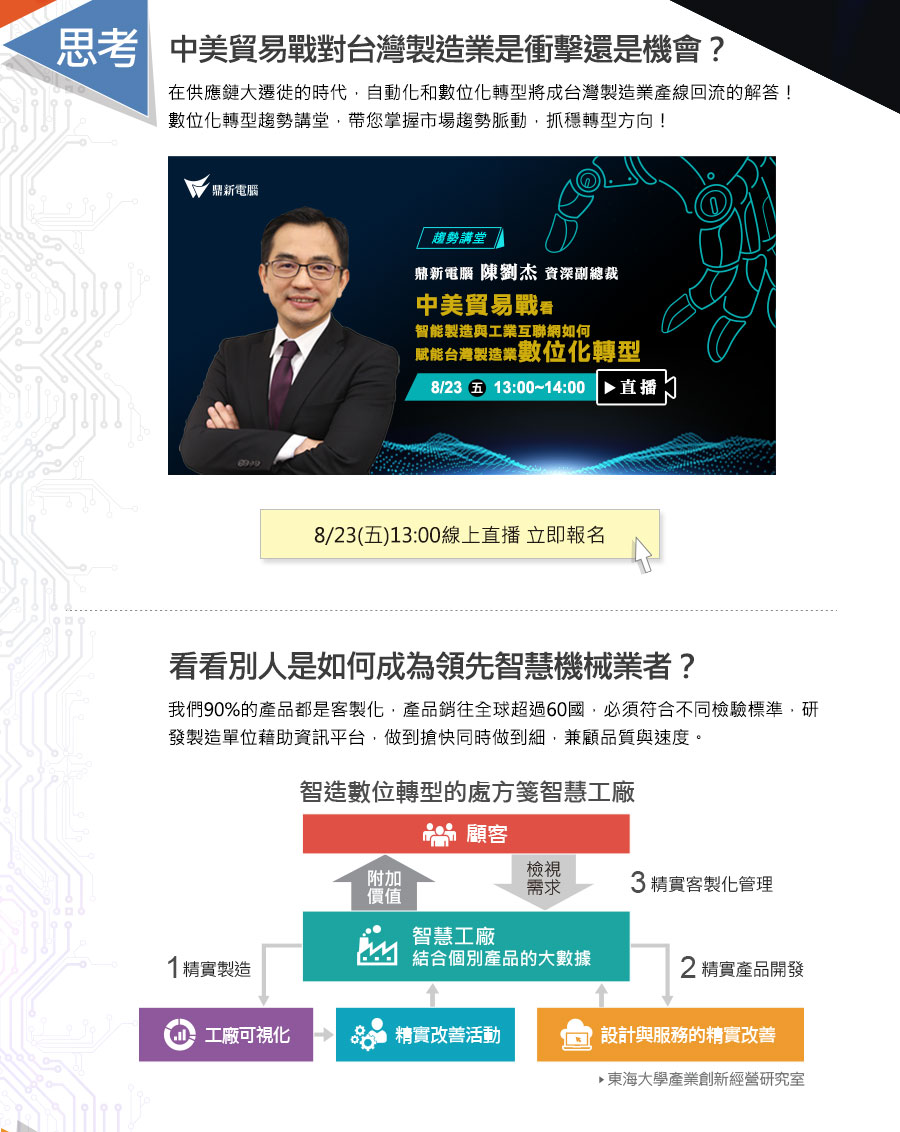 思考
中美貿易戰對台灣製造業是衝擊還是機會？
在供應鏈大遷徙的時代，自動化和數位化轉型將成台灣製造業產線回流的解答！
數位化轉型趨勢講堂，帶您掌握市場趨勢脈動，抓穩轉型方向！
鼎新電腦
趨勢講堂
鼎新電腦 陳劉杰 資深副總裁
中美貿易戰看
智能製造與工業互聯網如何
賦能台灣製造業數位化轉型
8/23 五 13:00~14:00 直播
8/23(五)13:00線上直播 立即報名
看看別人是如何成為領先智慧機械業者？
我們90%的產品都是客製化，產品銷往全球超過60國，必須符合不同檢驗標準，研
發製造單位藉助資訊平台，做到搶快同時做到細，兼顧品質與速度。
智造數位轉型的處方箋智慧工廠
顧客
附加
價值
檢視
需求
3 精實客製化管理
智慧工廠
結合個別產品的大數據
1 精實製造
2 精實產品開發
工廠可視化
精實改善活動
設計與服務的精實改善
東海大學產業創新經營研究室